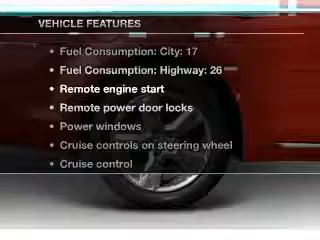 VEHICLE FEATURES
• Fuel Consumption: City: 17
• Fuel Consumption: Highway: 26
• Remote engine start
• Remote power door locks
• Power windows
• Cruise controls on steering wheel
• Cruise control